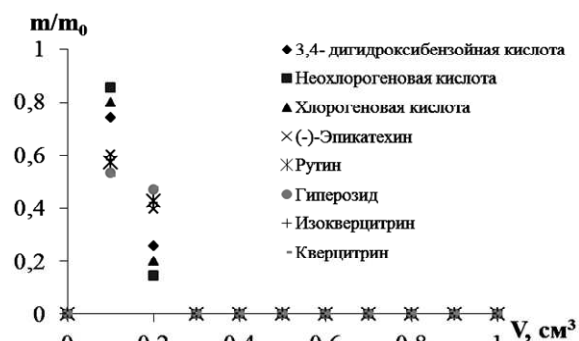 m/m₀
1
0,8
0,6
0,4
0,2
0
3,4- дигидроксибензойная кислота
Неохлорогеновая кислота
Хлорогеновая кислота
(-)-Эпикатехин
Рутин
Гиперозид
Изокверцитрин
Кверцитрин
0 0,2 0,4 0,6 0,8 1 V, см³